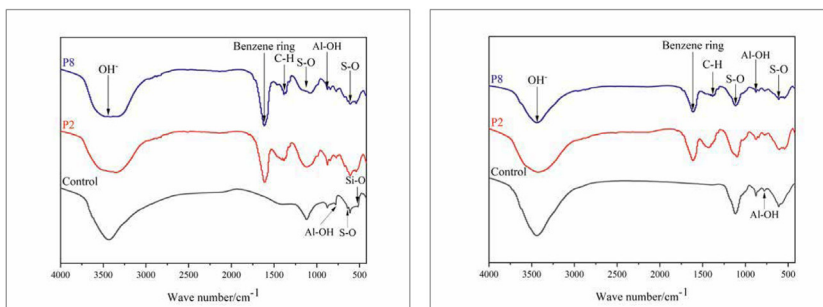 P8
OH-
Benzene ring
C-H
S-O
Al-OH
S-O
P2
Control
Si-O
Al-OH
S-O
4000 3500 3000 2500 2000 1500 1000 500
Wave number/cm-1
P8
OH-
Benzene ring
C-H
S-O
Al-OH
S-O
P2
Control
Al-OH
4000 3500 3000 2500 2000 1500 1000 500
Wave number/cm-1